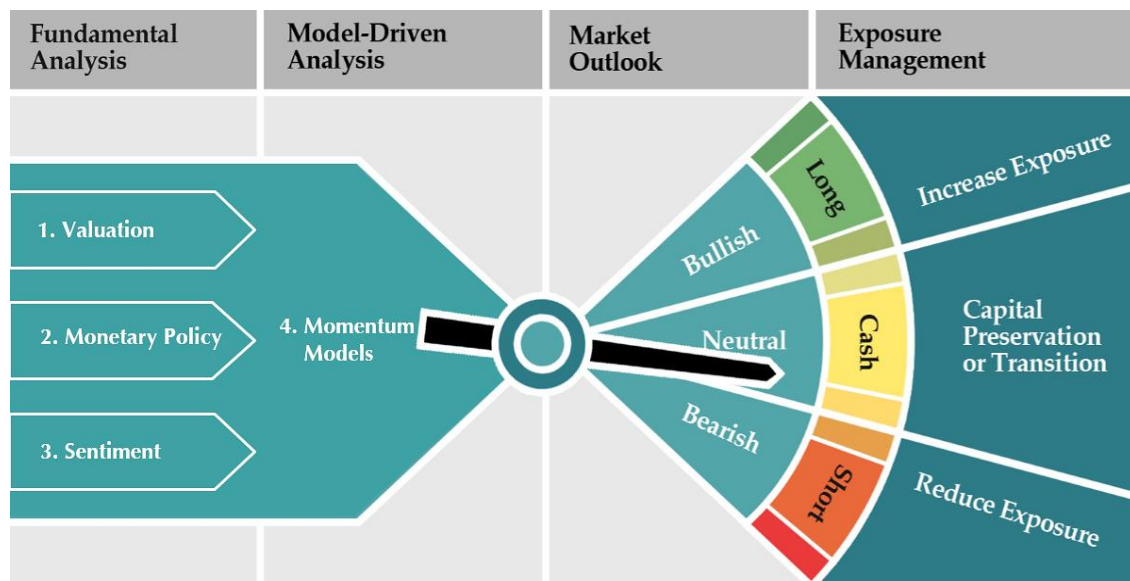 Fundamental
Analysis
Model-Driven
Analysis
Market
Outlook
Exposure
Management
1. Valuation
2. Monetary Policy
3. Sentiment
4. Momentum
Models
Bullish
Neutral
Bearish
Long
Cash
Short
Increase Exposure
Capital
Preservation
or Transition
Reduce Exposure